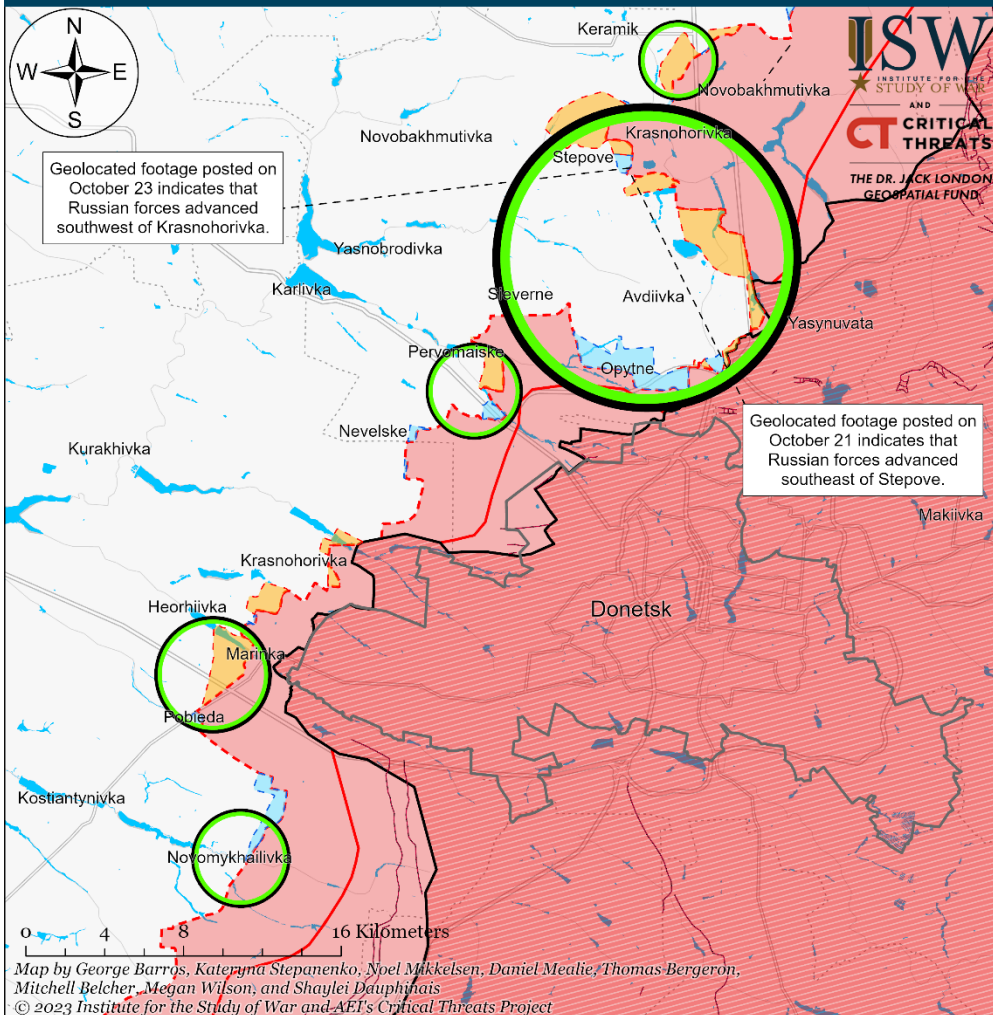 N
W E
S
Keramik
ISW
INSTITUTE FOR THE
STUDY OF WAR
AND
CT CRITICAL
THREATS
THE DR. JACK LONDON
GEOSPATIAL FUND
Novobakhmutivka
Novobakhmutivka
Krasnohorivka
Stepove
Geolocated footage posted on
October 23 indicates that
Russian forces advanced
southwest of Krasnohorivka.
Yasnobrodivka
Karlivka
Sieverne
Avdiivka
Yasynuvata
Pervomaiske
Opytne
Nevelske
Geolocated footage posted on
October 21 indicates that
Russian forces advanced
southeast of Stepove.
Kurakhivka
Makiivka
Krasnohorivka
Heorhiivka
Donetsk
Marinka
Pobieda
Kostiantynivka
Novomykhailivka
0 4 8 16 Kilometers
Map by George Barros, Kateryna Stepanenko, Noel Mikkelsen, Daniel Mealie, Thomas Bergeron,
Mitchell Belcher, Megan Wilson, and Shaylei Dauphinais
© 2023 Institute for the Study of War and AEI's Critical Threats Project